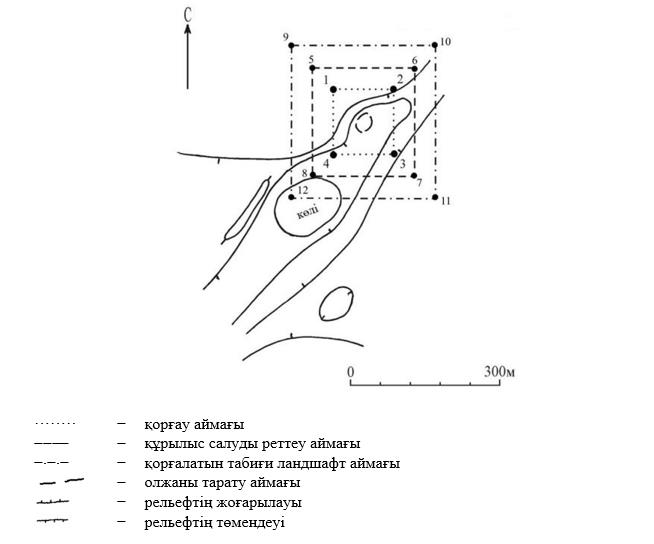 С
9
10
5
6
1
2
4
3
8
7
12
11
көлі
0
300м
– қорғау аймағы
– құрылыс салуды реттеу аймағы
– қорғалатын табиғи ландшафт аймағы
– олжаны тарату аймағы
– рельефтің жоғарылауы
– рельефтің төмендеуі